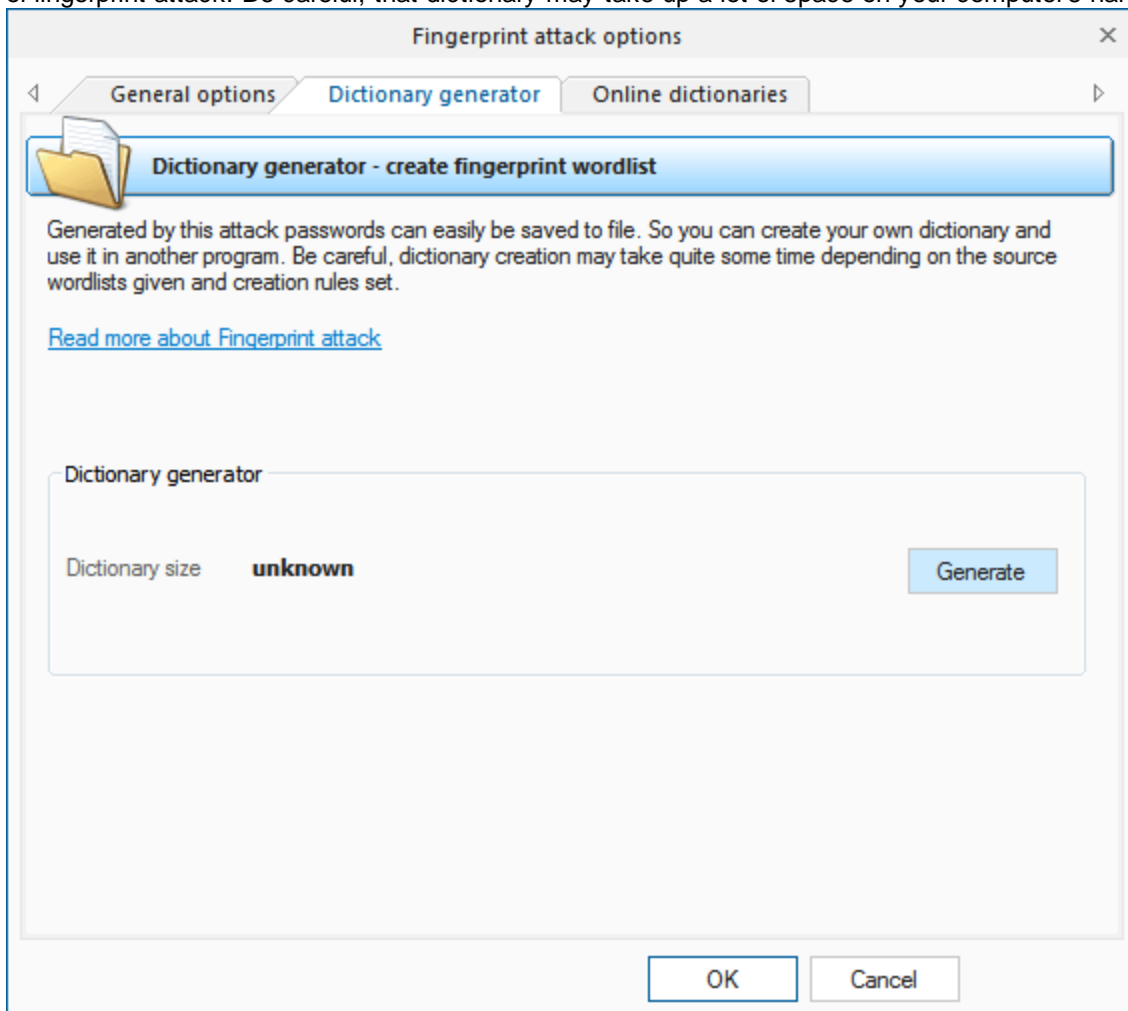 Fingerprint attack options
General options Dictionary generator Online dictionaries
Dictionary generator - create fingerprint wordlist
Generated by this attack passwords can easily be saved to file. So you can create your own dictionary and
use it in another program. Be careful, dictionary creation may take quite some time depending on the source
wordlists given and creation rules set.
Read more about Fingerprint attack
Dictionary generator
Dictionary size unknown
Generate
OK Cancel